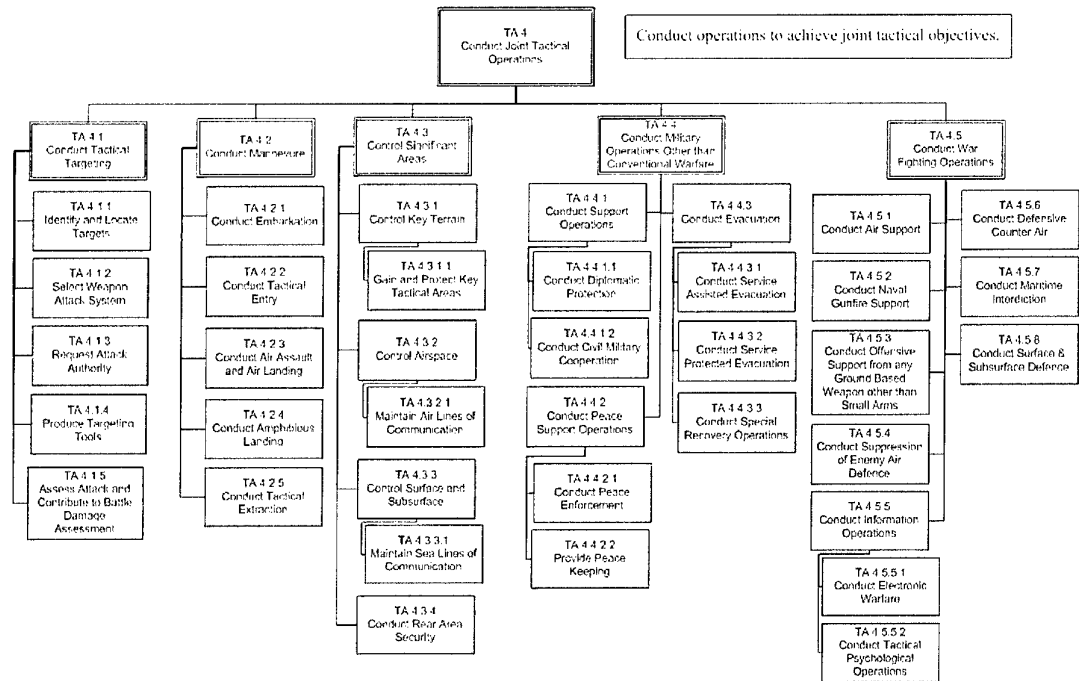 TA 4
Conduct Joint Tactical
Operations
Conduct operations to achieve joint tactical objectives.
TA 4.1
Conduct Tactical
Targeting
TA 4.1.1
Identify and Locate
Targets
TA 4.1.2
Select Weapon
Attack System
TA 4.1.3
Request Attack
Authority
TA 4.1.4
Produce Targeting
Tools
TA 4.1.5
Assess Attack and
Contribute to Battle
Damage
Assessment
TA 4.2
Conduct Mannevure
TA 4.2.1
Conduct Embarkation
TA 4.2.2
Conduct Tactical
Entry
TA 4.2.3
Conduct Air Assault
and Air Landing
TA 4.2.4
Conduct Amphibious
Landing
TA 4.2.5
Conduct Tactical
Extraction
TA 4.3
Control Significant
Areas
TA 4.3.1
Control Key Terrain
TA 4.3.1.1
Gain and Protect Key
Tactical Areas
TA 4.3.2
Control Airspace
TA 4.3.2.1
Maintain Air Lines of
Communication
TA 4.3.3
Control Surface and
Subsurface
TA 4.3.3.1
Maintain Sea Lines of
Communication
TA 4.3.4
Conduct Rear Area
Security
TA 4.4
Conduct Military
Operations Other than
Conventional Warfare
TA 4.4.1
Conduct Support
Operations
TA 4.4.1.1
Conduct Diplomatic
Protection
TA 4.4.1.2
Conduct Civil Military
Cooperation
TA 4.4.2
Conduct Peace
Support Operations
TA 4.4.2.1
Conduct Peace
Enforcement
TA 4.4.2.2
Provide Peace
Keeping
TA 4.4.3
Conduct Evacuation
TA 4.4.3.1
Conduct Service
Assisted Evacuation
TA 4.4.3.2
Conduct Service
Protected Evacuation
TA 4.4.3.3
Conduct Special
Recovery Operations
TA 4.5
Conduct War
Fighting Operations
TA 4.5.1
Conduct Air Support
TA 4.5.2
Conduct Naval
Gunfire Support
TA 4.5.3
Conduct Offensive
Support from any
Ground Based
Weapon other than
Small Arms
TA 4.5.4
Conduct Suppression
of Enemy Air
Defence
TA 4.5.5
Conduct Information
Operations
TA 4.5.5.1
Conduct Electronic
Warfare
TA 4.5.5.2
Conduct Tactical
Psychological
Operations
TA 4.5.6
Conduct Defensive
Counter Air
TA 4.5.7
Conduct Maritime
Interdiction
TA 4.5.8
Conduct Surface &
Subsurface Defence